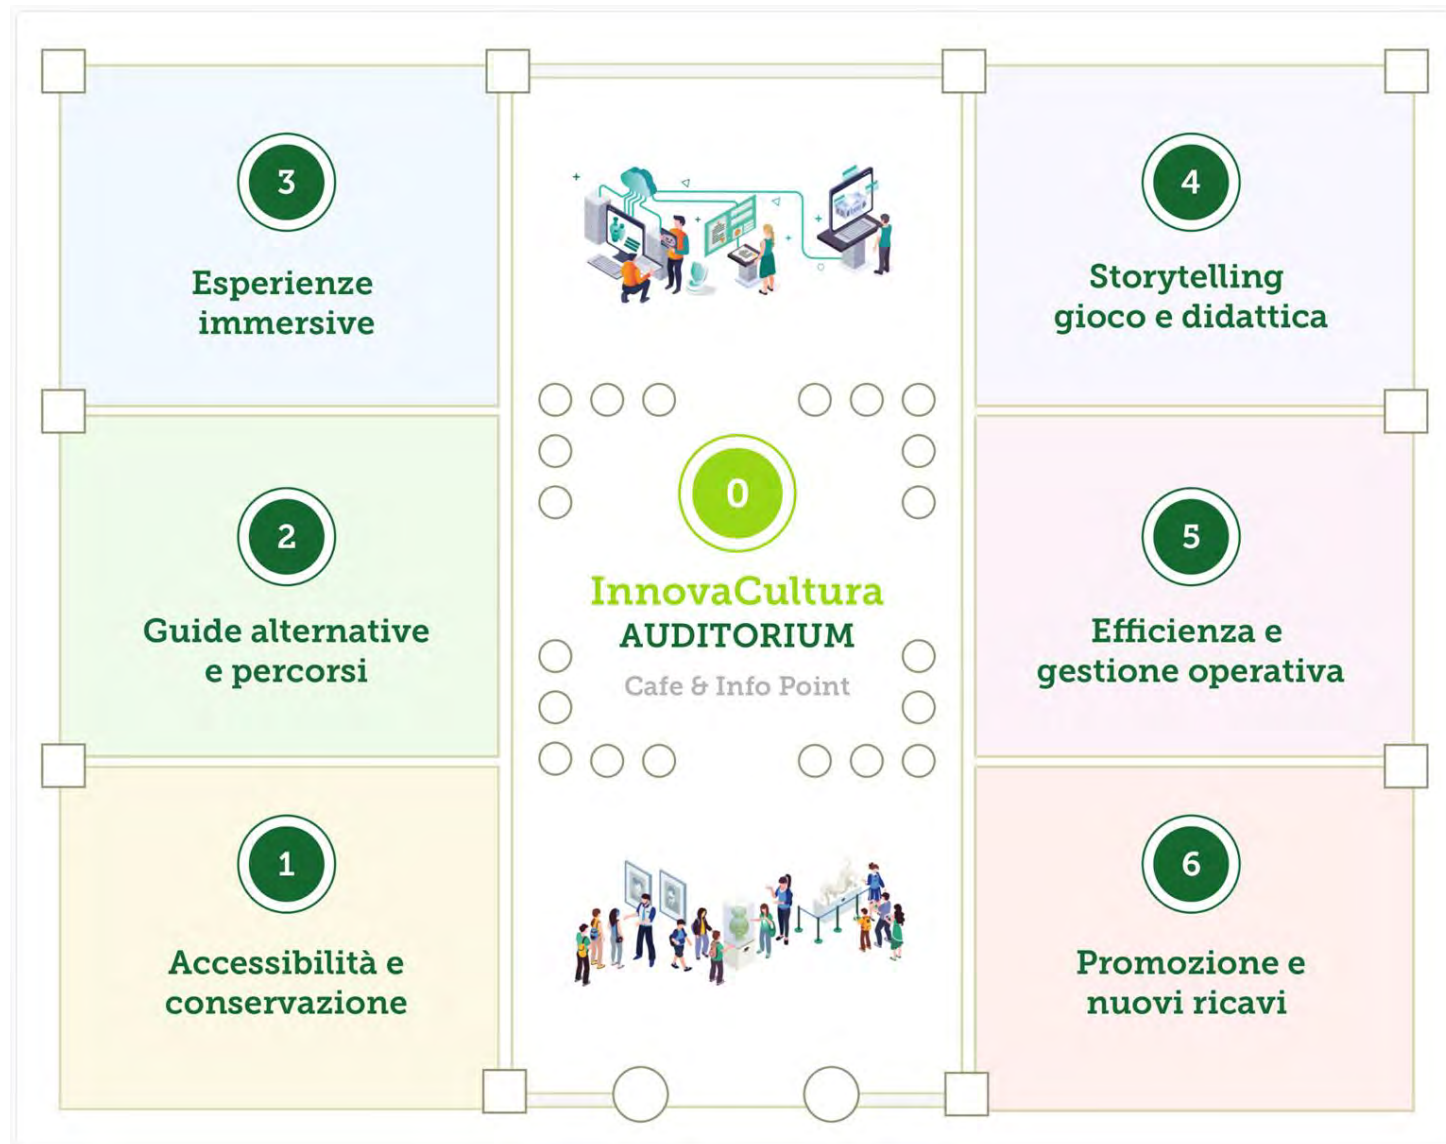 3
Esperienze
immersive
4
Storytelling
gioco e didattica
2
Guide alternative
e percorsi
0
InnovaCultura
AUDITORIUM
Cafe & Info Point
5
Efficienza e
gestione operativa
1
Accessibilità e
conservazione
6
Promozione e
nuovi ricavi